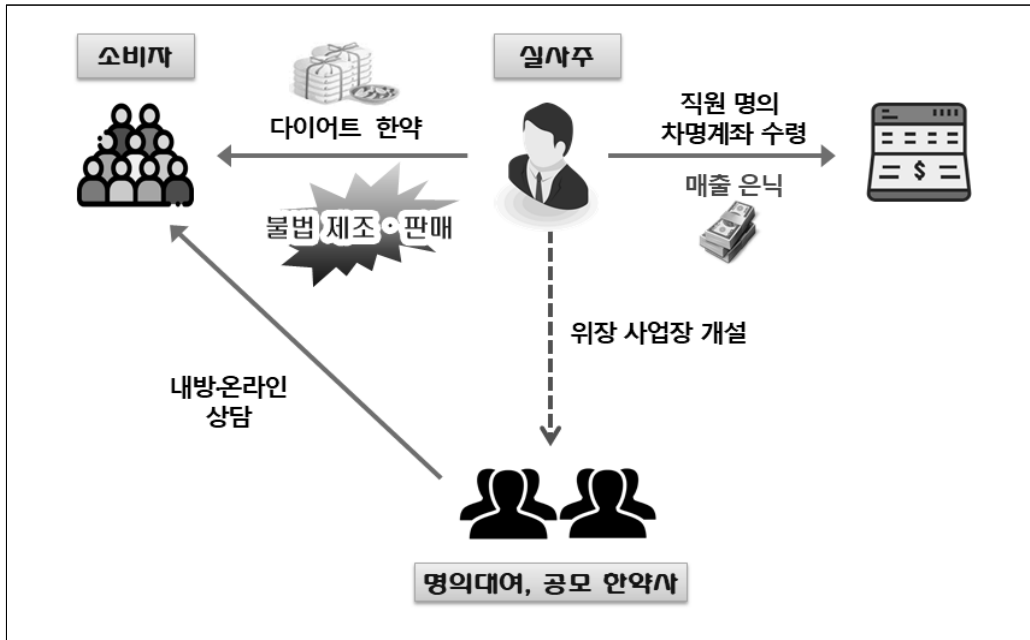 소비자
실사주
다이어트 한약
직원 명의
차명계좌 수령
불법 제조·판매
매출 은닉
$
위장 사업장 개설
내방·온라인
상담
명의대여, 공모 한약사